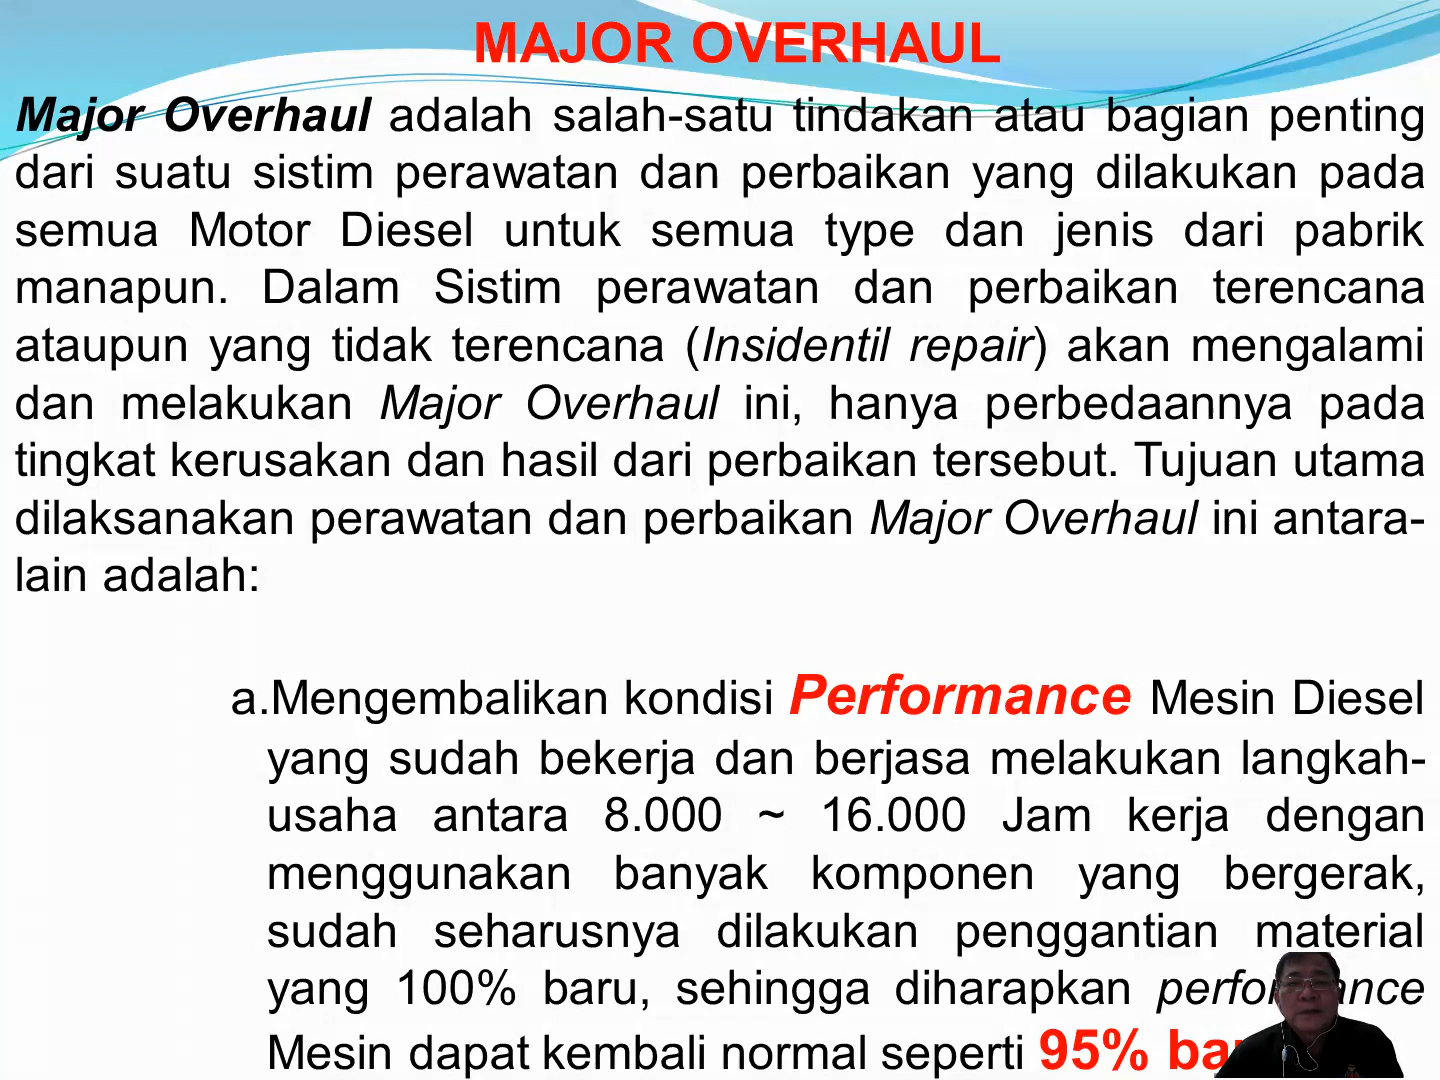 MAJOR OVERHAUL
Major Overhaul adalah salah-satu tindakan atau bagian penting
dari suatu sistim perawatan dan perbaikan yang dilakukan pada
semua Motor Diesel untuk semua type dan jenis dari pabrik
manapun. Dalam Sistim perawatan dan perbaikan terencana
ataupun yang tidak terencana (Insidentil repair) akan mengalami
dan melakukan Major Overhaul ini, hanya perbedaannya pada
tingkat kerusakan dan hasil dari perbaikan tersebut. Tujuan utama
dilaksanakan perawatan dan perbaikan Major Overhaul ini antara-
lain adalah:
a.Mengembalikan kondisi Performance Mesin Diesel
yang sudah bekerja dan berjasa melakukan langkah-
usaha antara 8.000 ~ 16.000 Jam kerja dengan
menggunakan banyak komponen yang bergerak,
sudah seharusnya dilakukan penggantian material
yang 100% baru, sehingga diharapkan performance
Mesin dapat kembali normal seperti 95%